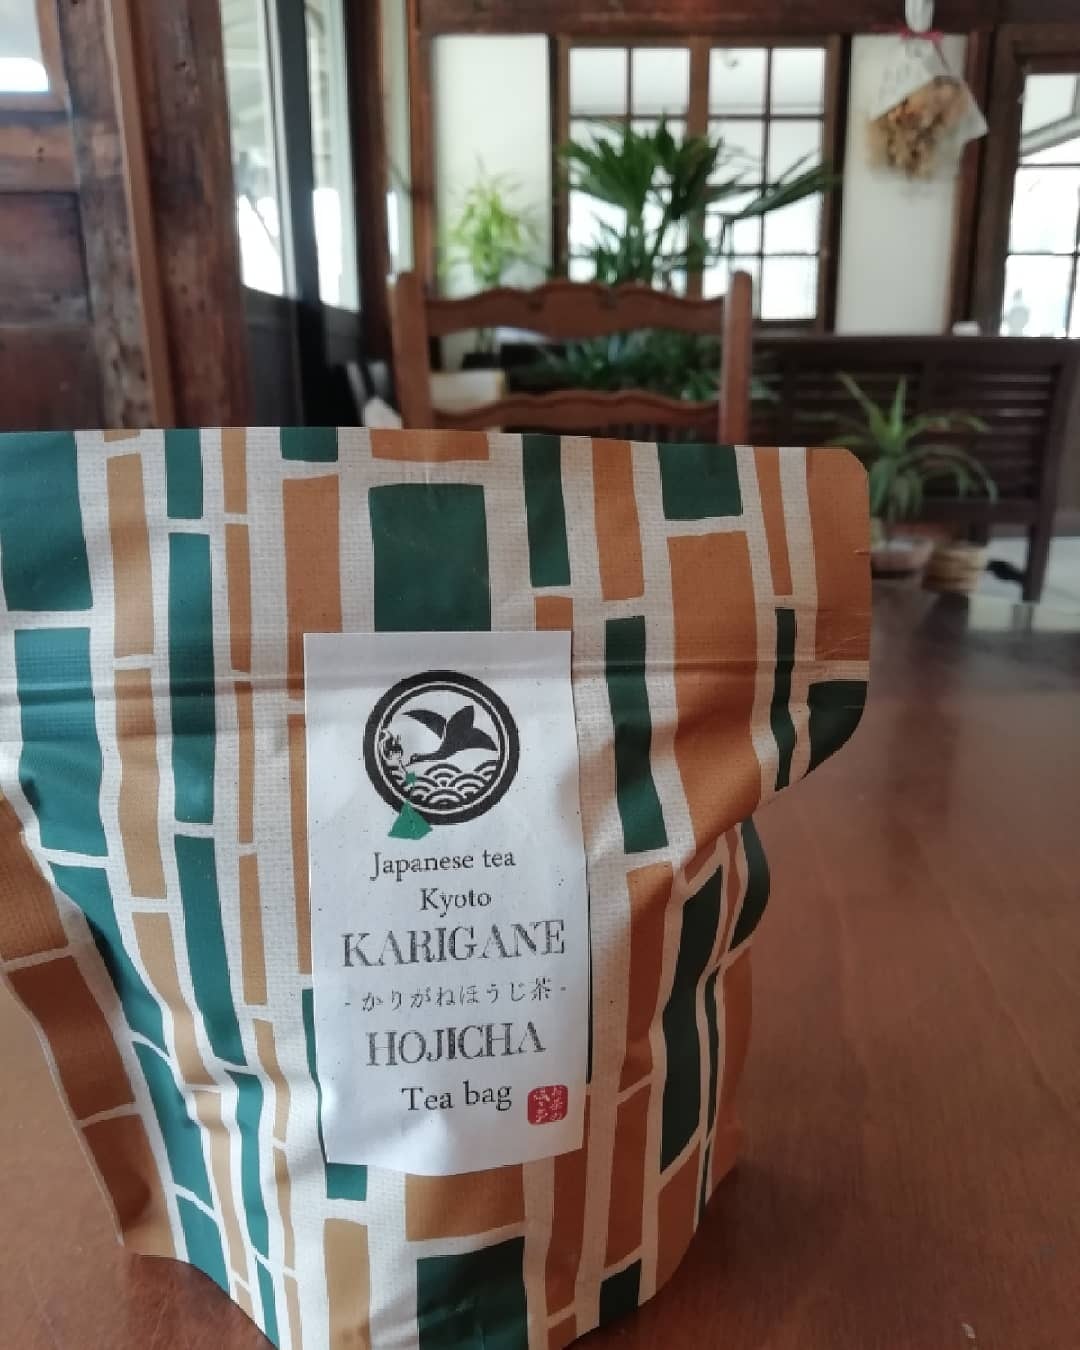 Japanese tea
Kyoto
KARIGANE
- かりがねほうじ茶 -
HOJICHA
Tea bag